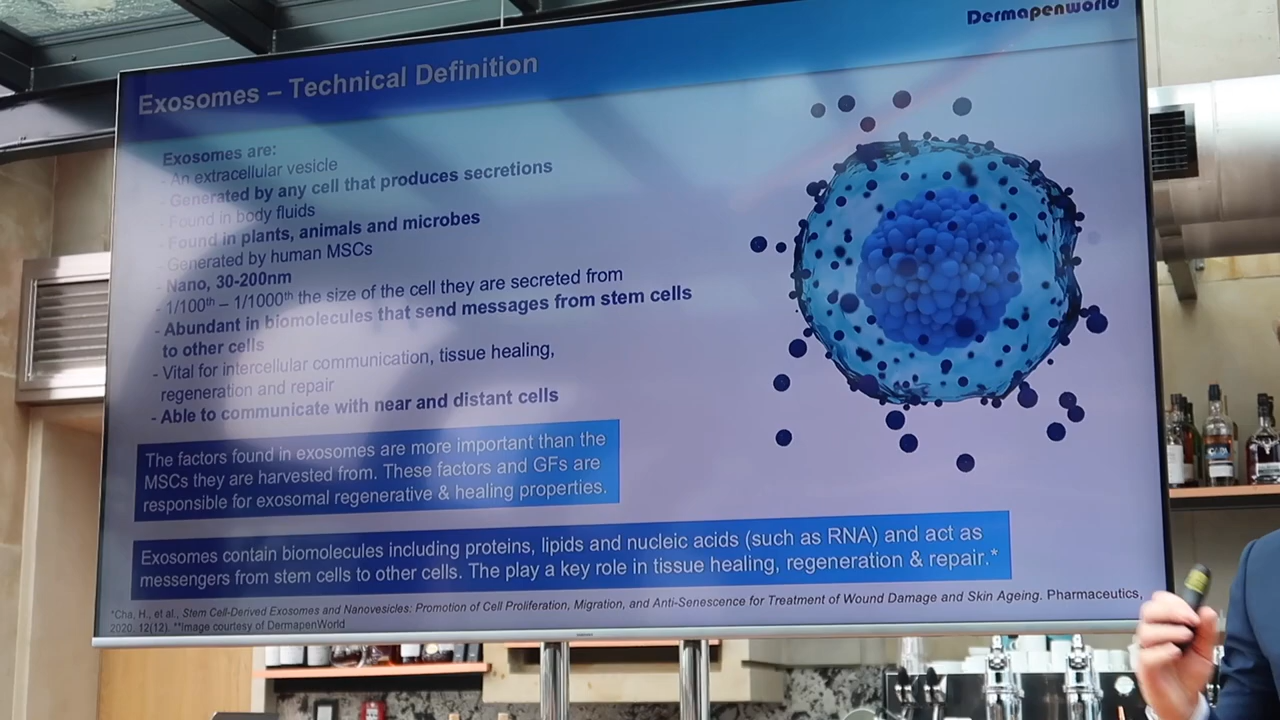 Dermapenworld
Exosomes – Technical Definition
Exosomes are:
- An extracellular vesicle
- Generated by any cell that produces secretions
- Found in body fluids
- Found in plants, animals and microbes
- Generated by human MSCs
- Nano, 30-200nm
- 1/100th – 1/1000th the size of the cell they are secreted from
- Abundant in biomolecules that send messages from stem cells
to other cells
- Vital for intercellular communication, tissue healing,
regeneration and repair
- Able to communicate with near and distant cells
The factors found in exosomes are more important than the
MSCs they are harvested from. These factors and GFs are
responsible for exosomal regenerative & healing properties.
Exosomes contain biomolecules including proteins, lipids and nucleic acids (such as RNA) and act as
messengers from stem cells to other cells. The play a key role in tissue healing, regeneration & repair.*
*Cha, H., et al., Stem Cell-Derived Exosomes and Nanovesicles: Promotion of Cell Proliferation, Migration, and Anti-Senescence for Treatment of Wound Damage and Skin Ageing. Pharmaceutics,
2020. 12(12). **Image courtesy of DermapenWorld